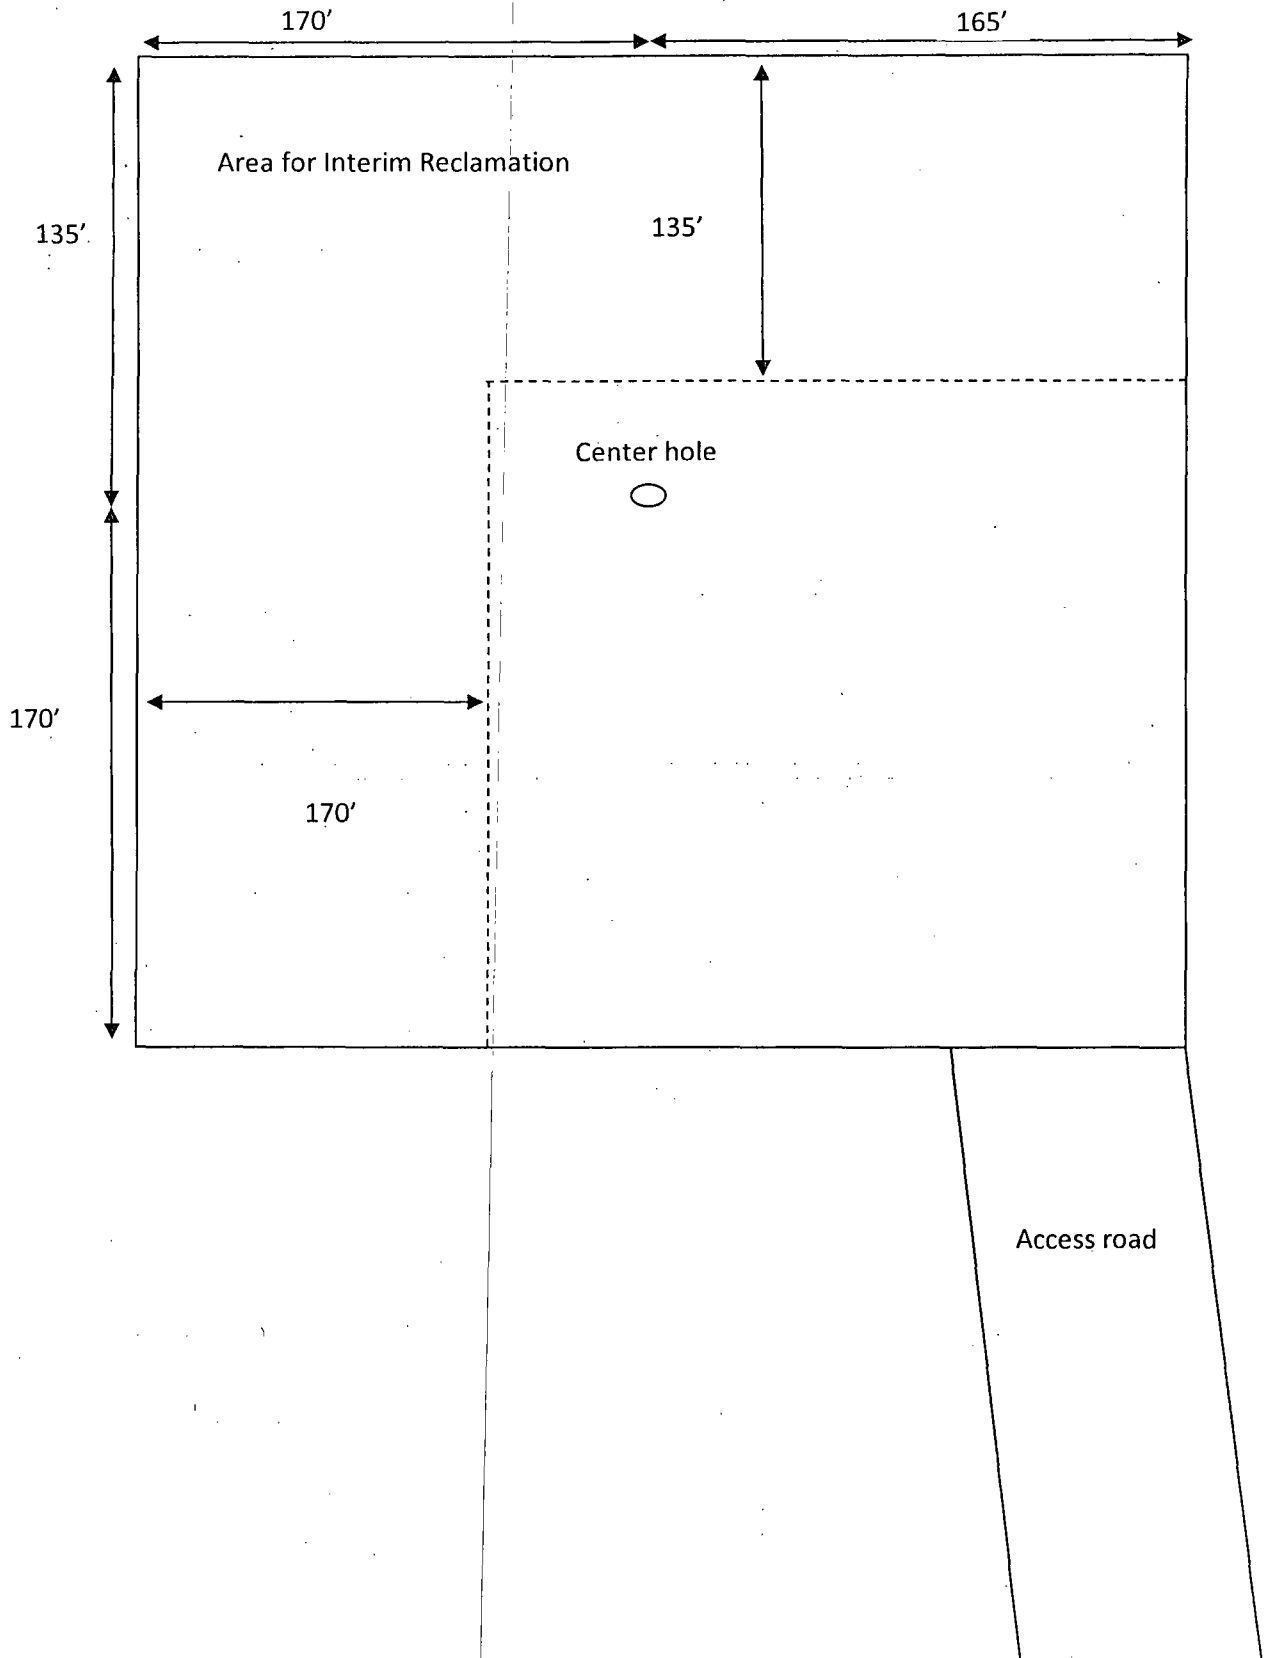 170’
165’
Area for Interim Reclamation
135’
135’
Center hole
170’
170’
Access road